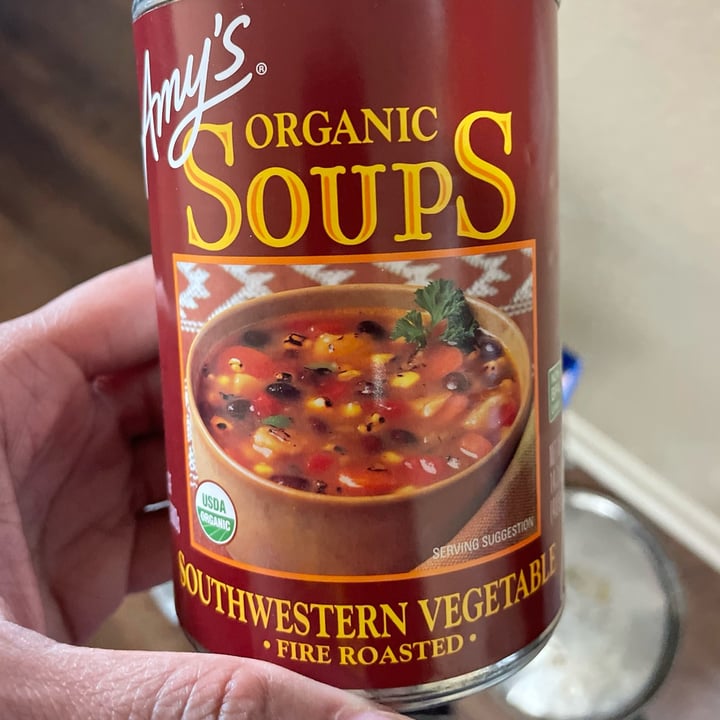 Amy's®
ORGANIC
SOUPS
USDA
ORGANIC
SERVING SUGGESTION
SOUTHWESTERN VEGETABLE
• FIRE ROASTED •